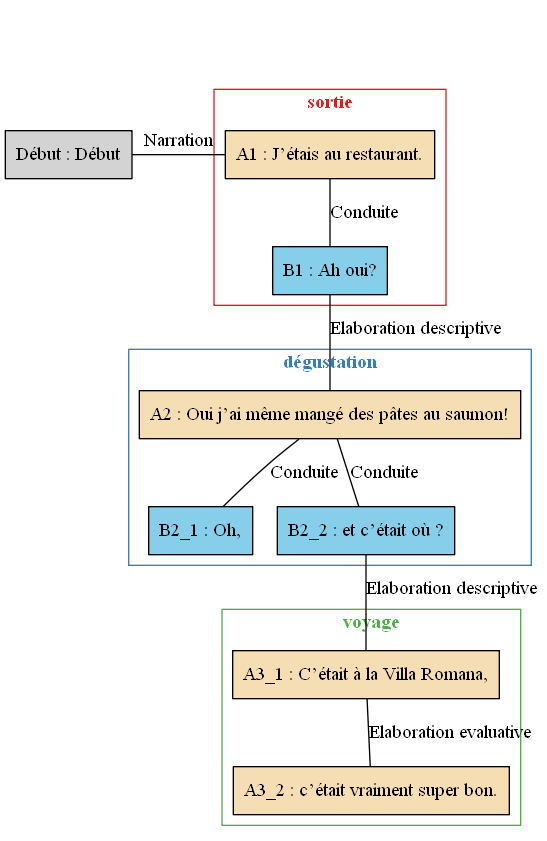 sortie
Début : Début
Narration
A1 : J’étais au restaurant.
Conduite
B1 : Ah oui?
Elaboration descriptive
dégustation
A2 : Oui j’ai même mangé des pâtes au saumon!
Conduite
Conduite
B2_1 : Oh,
B2_2 : et c’était où ?
Elaboration descriptive
voyage
A3_1 : C’était à la Villa Romana,
Elaboration evaluative
A3_2 : c’était vraiment super bon.